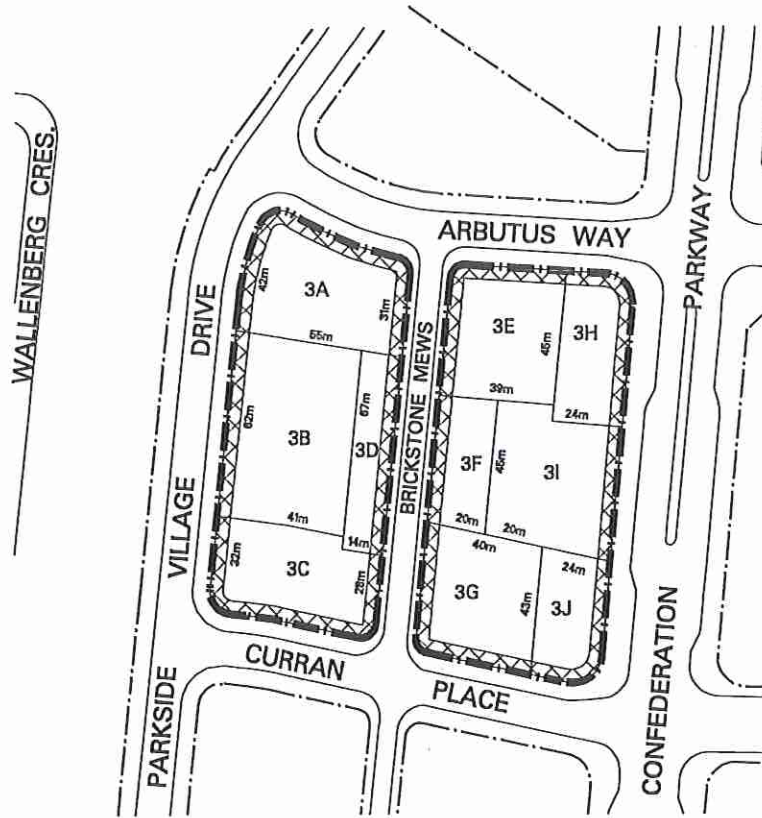 WALLENBERG CRES.
PARKSIDE VILLAGE DRIVE
ARBUTUS WAY
CONFEDERATION PARKWAY
BRICKSTONE MEWS
CURRAN PLACE
3A
42m
31m
55m
3B
62m
67m
3D
41m
14m
3C
32m
28m
3E
45m
3H
39m
24m
3F
45m
3I
20m
20m
40m
24m
3G
43m
3J